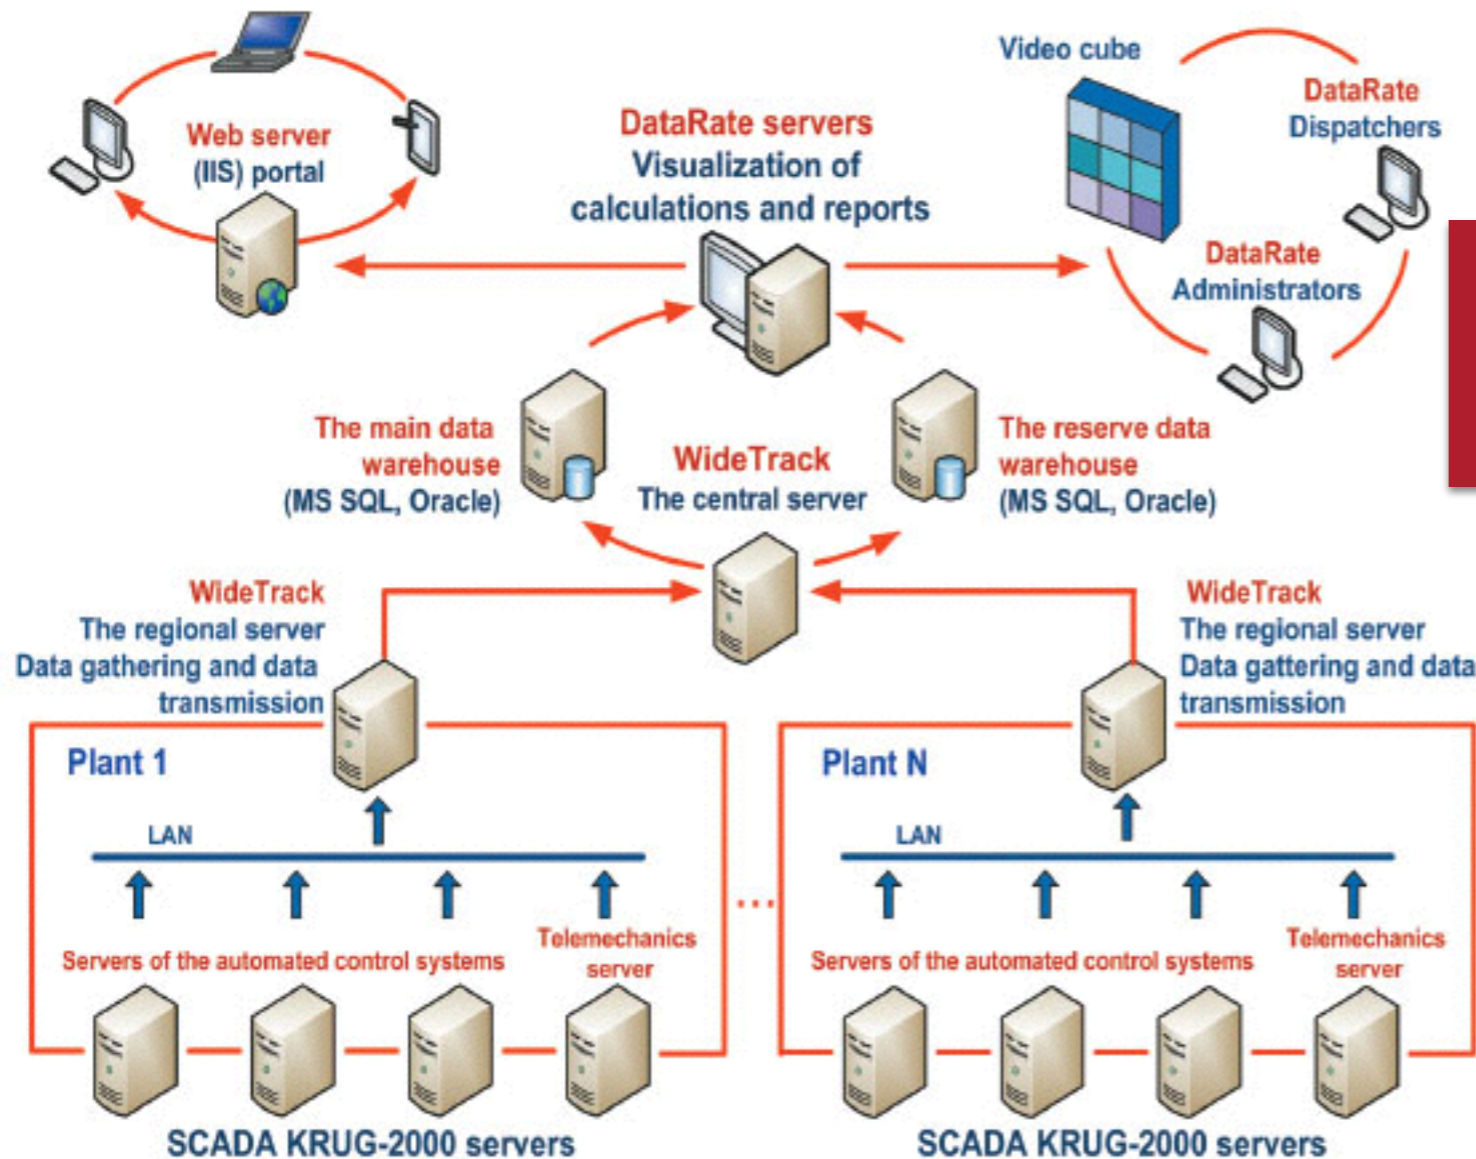 Web server
(IIS) portal
DataRate servers
Visualization of
calculations and reports
Video cube
DataRate
Dispatchers
DataRate
Administrators
The main data
warehouse
(MS SQL, Oracle)
WideTrack
The central server
The reserve data
warehouse
(MS SQL, Oracle)
WideTrack
The regional server
Data gathering and data
transmission
WideTrack
The regional server
Data gattering and data
transmission
Plant 1
LAN
Servers of the automated control systems
Telemechanics
server
SCADA KRUG-2000 servers
...
Plant N
LAN
Servers of the automated control systems
Telemechanics
server
SCADA KRUG-2000 servers